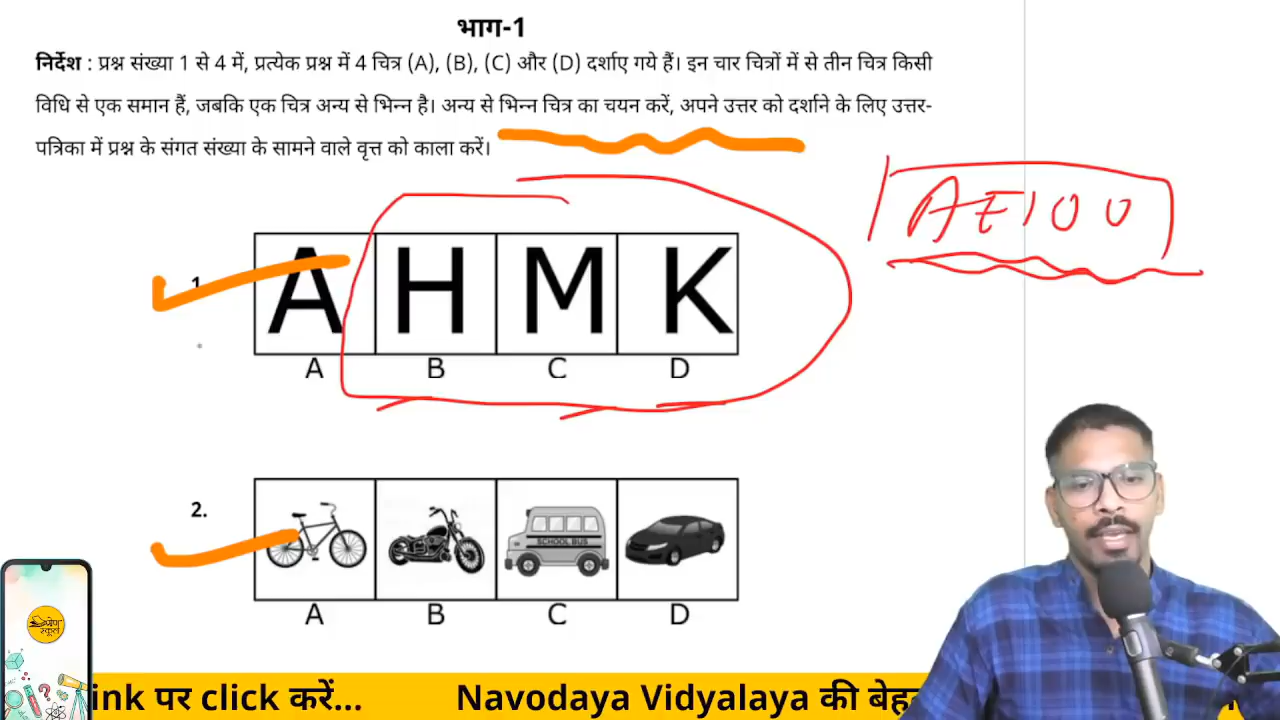 भाग-1
निर्देश : प्रश्न संख्या 1 से 4 में, प्रत्येक प्रश्न में 4 चित्र (A), (B), (C) और (D) दर्शाए गये हैं। इन चार चित्रों में से तीन चित्र किसी
विधि से एक समान हैं, जबकि एक चित्र अन्य से भिन्न है। अन्य से भिन्न चित्र का चयन करें, अपने उत्तर को दर्शाने के लिए उत्तर-
पत्रिका में प्रश्न के संगत संख्या के सामने वाले वृत्त को काला करें।
A E I O U
1
A H M K
A B C D
2.
SCHOOL BUS
A B C D
प्रेरणा स्कूल
ink पर click करें... Navodaya Vidyalaya की